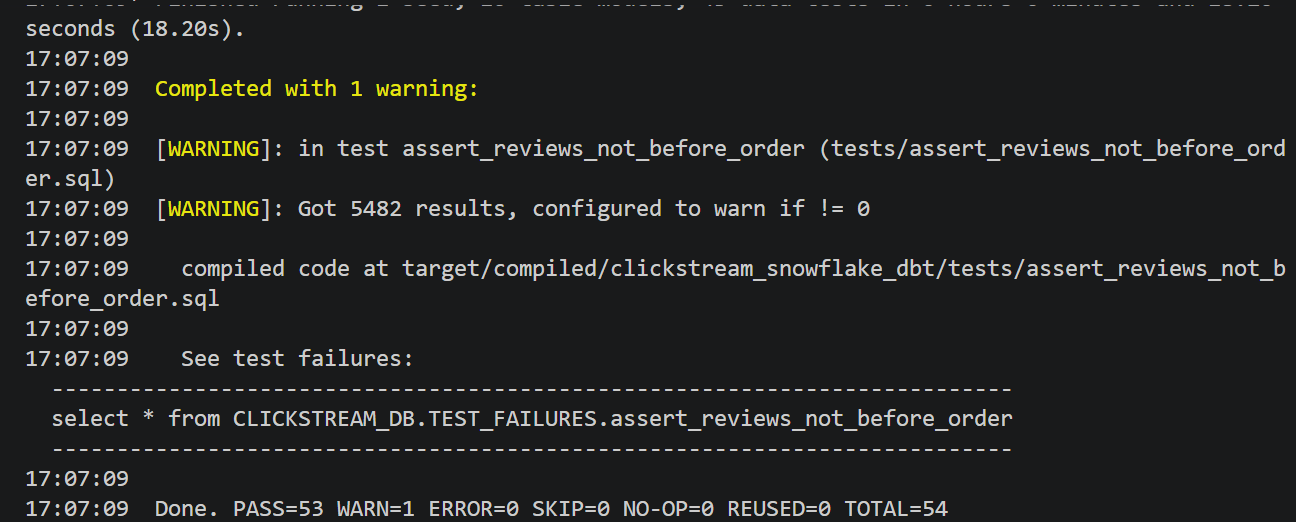 seconds (18.20s).
17:07:09
17:07:09  Completed with 1 warning:
17:07:09
17:07:09  [WARNING]: in test assert_reviews_not_before_order (tests/assert_reviews_not_before_ord
er.sql)
17:07:09  [WARNING]: Got 5482 results, configured to warn if != 0
17:07:09
17:07:09    compiled code at target/compiled/clickstream_snowflake_dbt/tests/assert_reviews_not_b
efore_order.sql
17:07:09
17:07:09    See test failures:
  --------------------------------------------------------------------------
  select * from CLICKSTREAM_DB.TEST_FAILURES.assert_reviews_not_before_order
  --------------------------------------------------------------------------
17:07:09
17:07:09  Done. PASS=53 WARN=1 ERROR=0 SKIP=0 NO-OP=0 REUSED=0 TOTAL=54